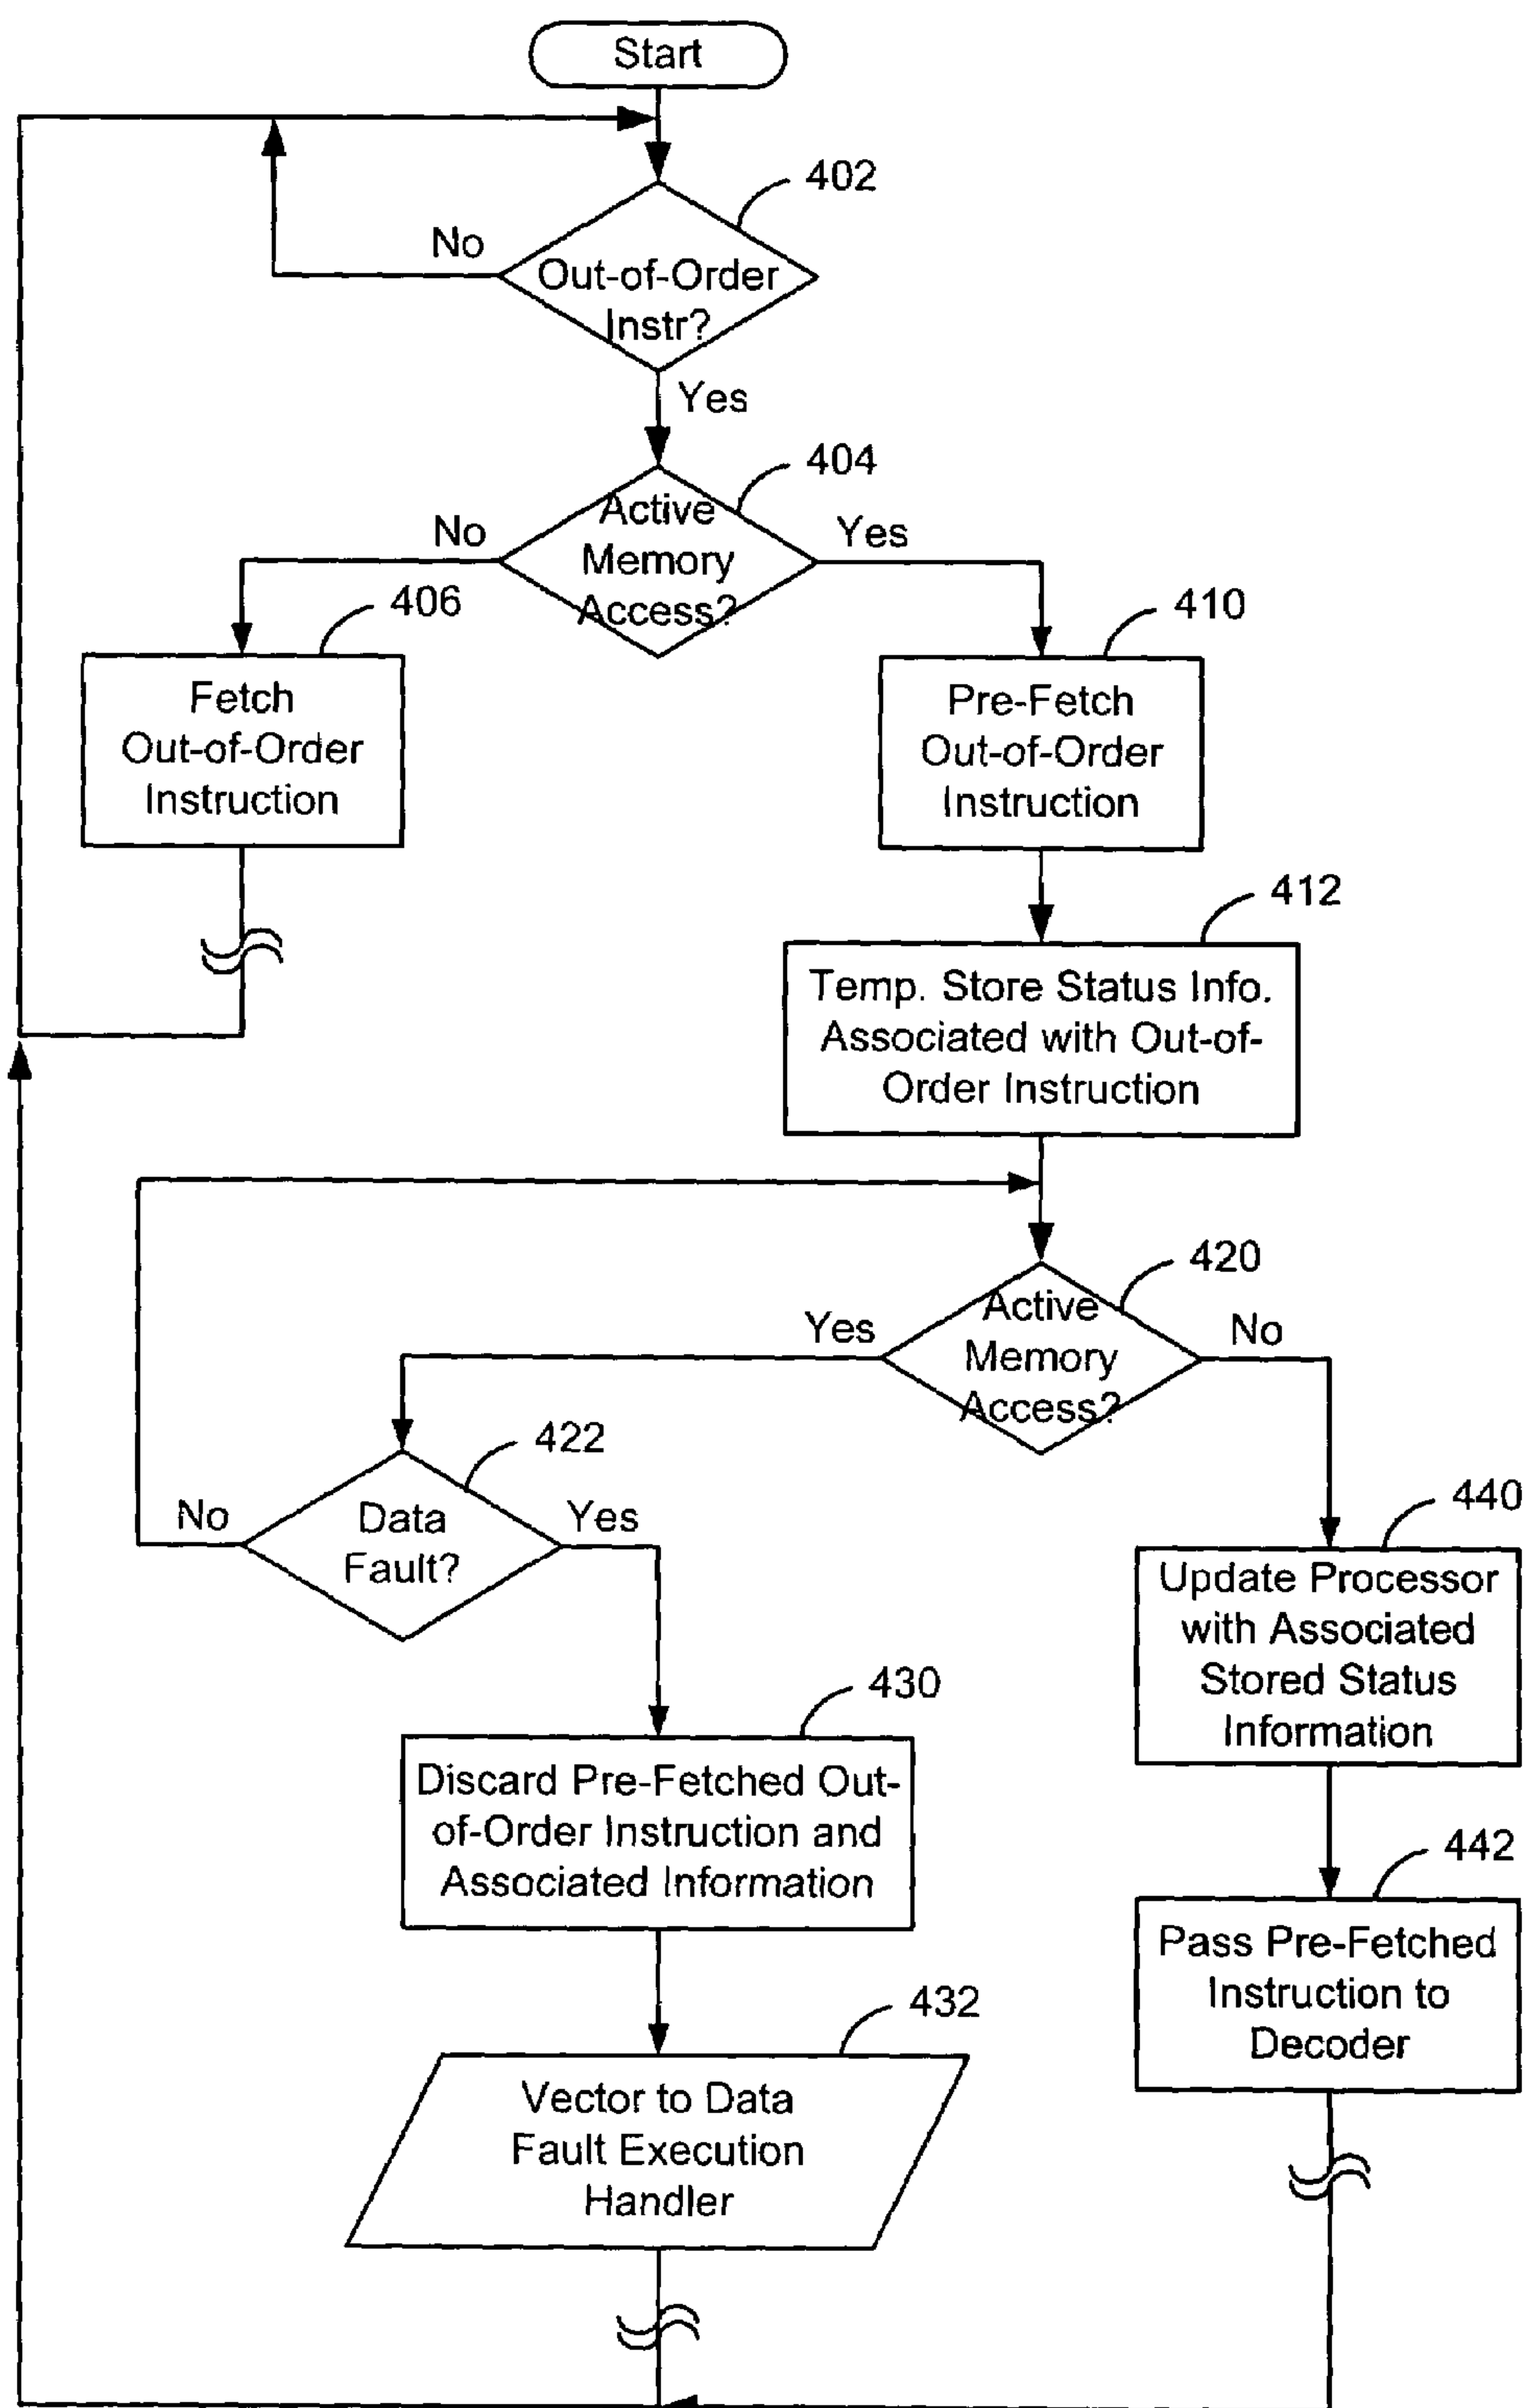 Start
402
No
Out-of-Order
Instr?
Yes
404
Active
Memory
Access?
No
Yes
406
410
Fetch
Out-of-Order
Instruction
Pre-Fetch
Out-of-Order
Instruction
412
Temp. Store Status Info.
Associated with Out-of-
Order Instruction
420
Active
Memory
Access?
Yes
No
422
Data
Fault?
No
Yes
440
Update Processor
with Associated
Stored Status
Information
430
Discard Pre-Fetched Out-
of-Order Instruction and
Associated Information
442
Pass Pre-Fetched
Instruction to
Decoder
432
Vector to Data
Fault Execution
Handler